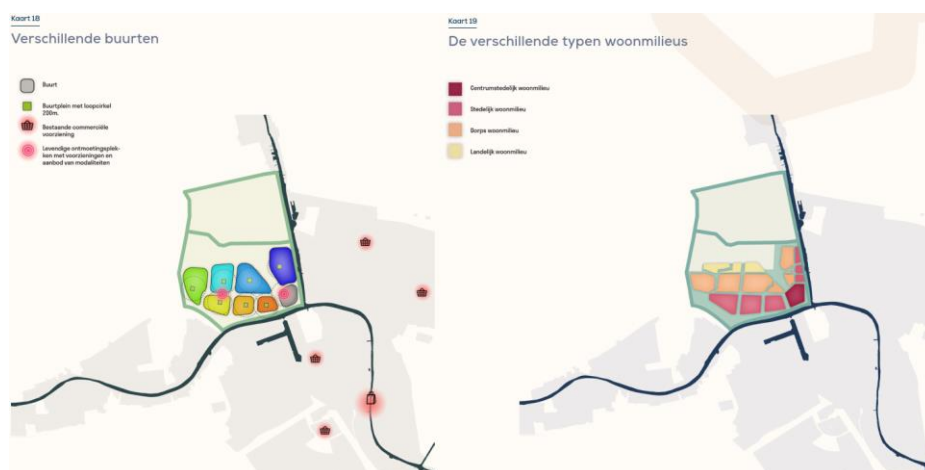 Kaart 18
Verschillende buurten
Buurt
Buurtplein met loopcirkel
200m.
Bestaande commerciële
voorziening
Levendige ontmoetingsplek-
ken met voorzieningen en
aanbod van modaliteiten
Kaart 19
De verschillende typen woonmilieus
Centrumstedelijk woonmilieu
Stedelijk woonmilieu
Dorps woonmilieu
Landelijk woonmilieu